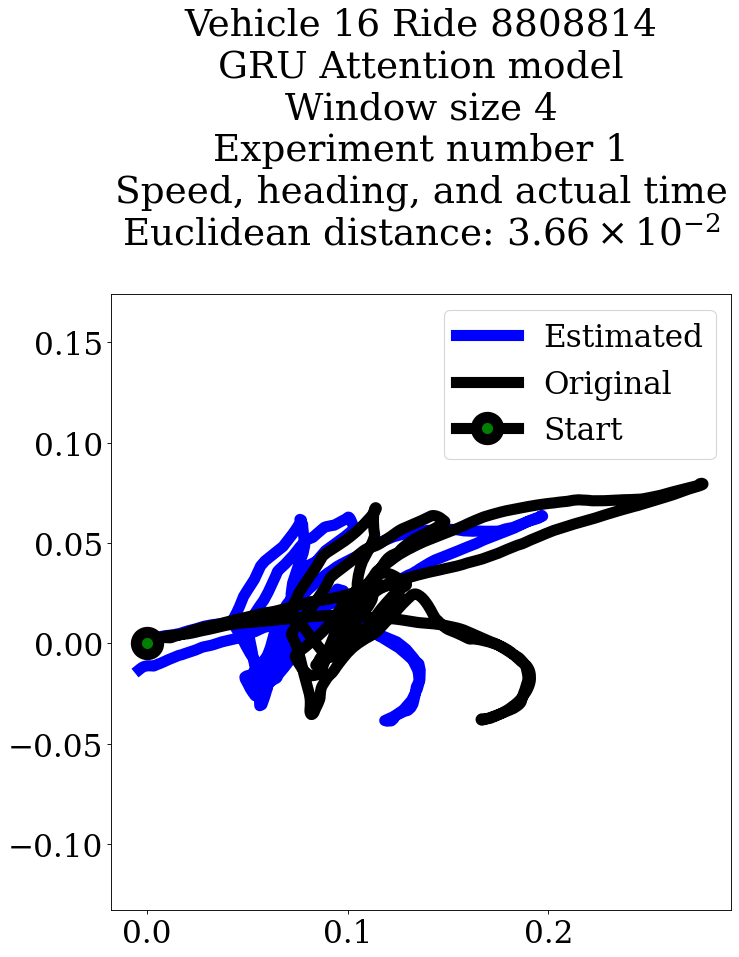 Vehicle 16 Ride 8808814
GRU Attention model
Window size 4
Experiment number 1
Speed, heading, and actual time
Euclidean distance: 3.66 × 10⁻²
Estimated
Original
Start
0.15
0.10
0.05
0.00
−0.05
−0.10
0.0 0.1 0.2